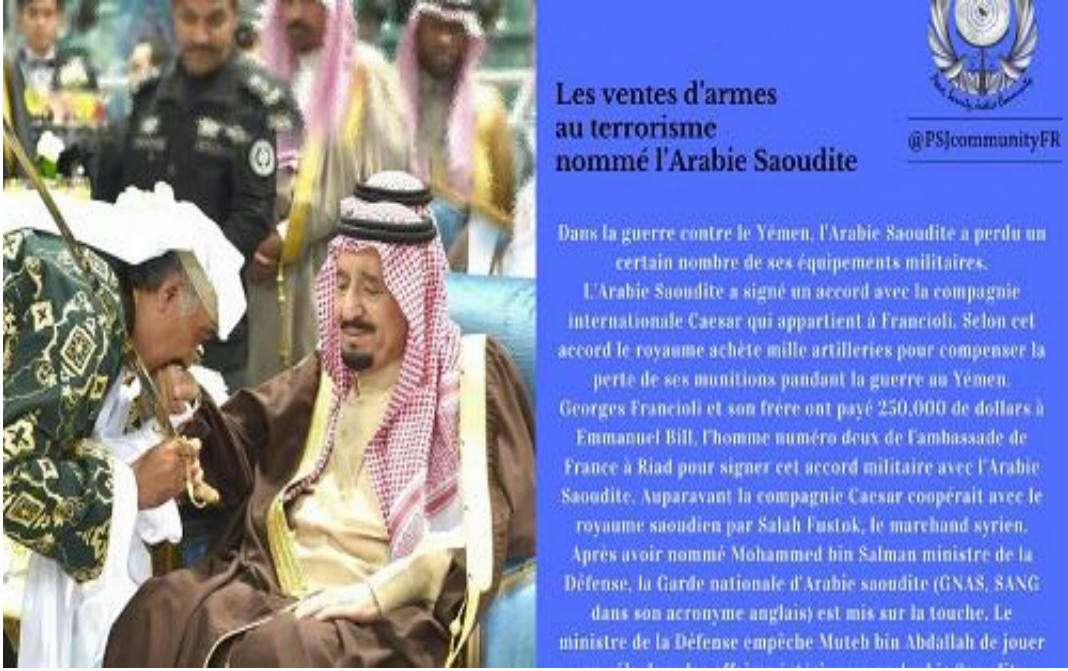 Les ventes d'armes
au terrorisme
nommé l'Arabie Saoudite
@PSJcommunityFR
Dans la guerre contre le Yémen, l'Arabie Saoudite a perdu un
certain nombre de ses équipements militaires.
L'Arabie Saoudite a signé un accord avec la compagnie
internationale Caesar qui appartient à Francioli. Selon cet
accord le royaume achète mille artilleries pour compenser la
perte de ses munitions pandant la guerre au Yémen.
Georges Francioli et son frère ont payé 250,000 de dollars à
Emmanuel Bill, l'homme numéro deux de l'ambassade de
France à Riad pour signer cet accord militaire avec l'Arabie
Saoudite. Auparavant la compagnie Caesar coopérait avec le
royaume saoudien par Salah Fustok, le marchand syrien.
Après avoir nommé Mohammed bin Salman ministre de la
Défense, la Garde nationale d'Arabie saoudite (GNAS, SANG
dans son acronyme anglais) est mis sur la touche. Le
ministre de la Défense empêche Muteb bin Abdallah de jouer